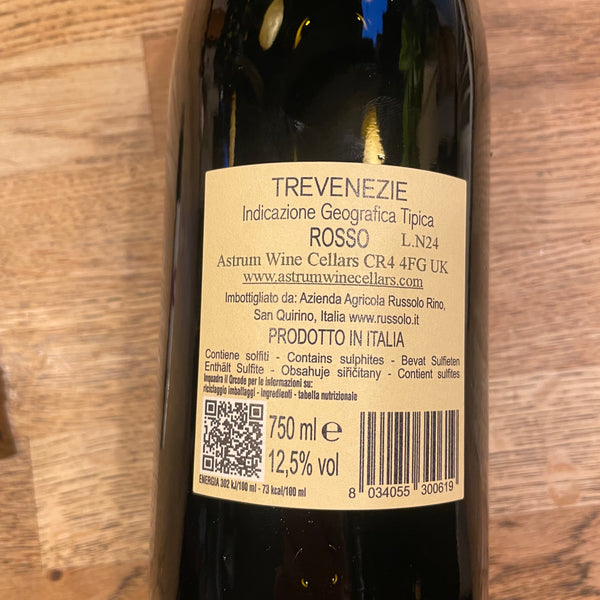 TREVENEZIE
Indicazione Geografica Tipica
ROSSO L.N24
Astrum Wine Cellars CR4 4FG UK
www.astrumwinecellars.com
Imbottigliato da: Azienda Agricola Russolo Rino,
San Quirino, Italia www.russolo.it
PRODOTTO IN ITALIA
Contiene solfiti - Contains sulphites - Bevat Sulfieten
Enthält Sulfite - Obsahuje siřičitany - Contient sulfites
Inquadra il Qrcode per le informazioni su:
riciclaggio imballaggi - ingredienti - tabella nutrizionale
750 ml e
12,5% vol
ENERGIA 302 kJ/100 ml - 73 kcal/100 ml
8 034055 300619